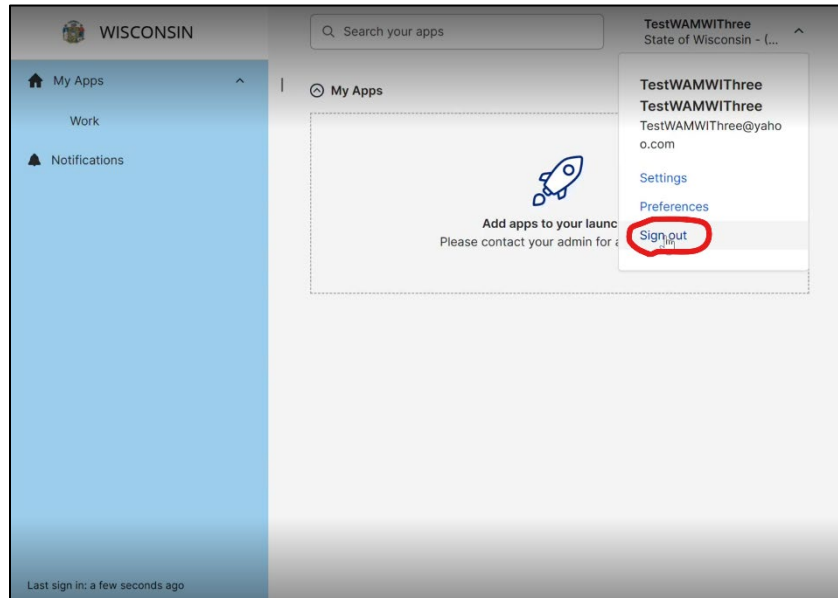 WISCONSIN
Search your apps
TestWAMWIThree
State of Wisconsin - (...
My Apps
Work
Notifications
My Apps
Add apps to your launc
Please contact your admin for a
TestWAMWIThree
TestWAMWIThree
TestWAMWIThree@yaho
o.com
Settings
Preferences
Sign out
Last sign in: a few seconds ago